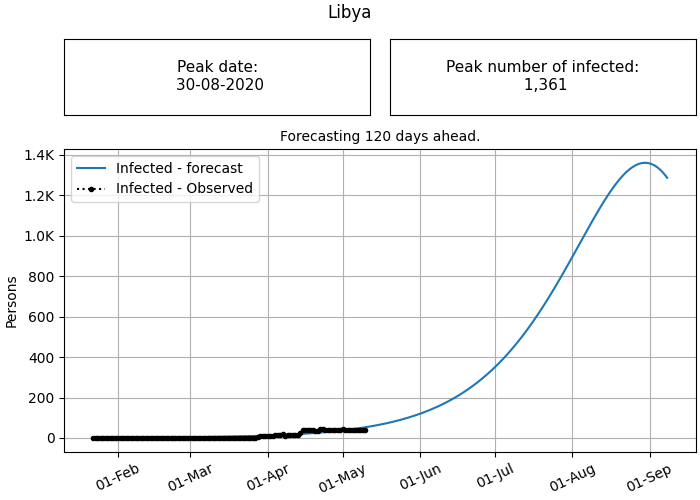 Libya
Peak date:
30-08-2020
Peak number of infected:
1,361
Forecasting 120 days ahead.
Infected - forecast
Infected - Observed
Persons
1.4K
1.2K
1.0K
800
600
400
200
0
01-Feb
01-Mar
01-Apr
01-May
01-Jun
01-Jul
01-Aug
01-Sep